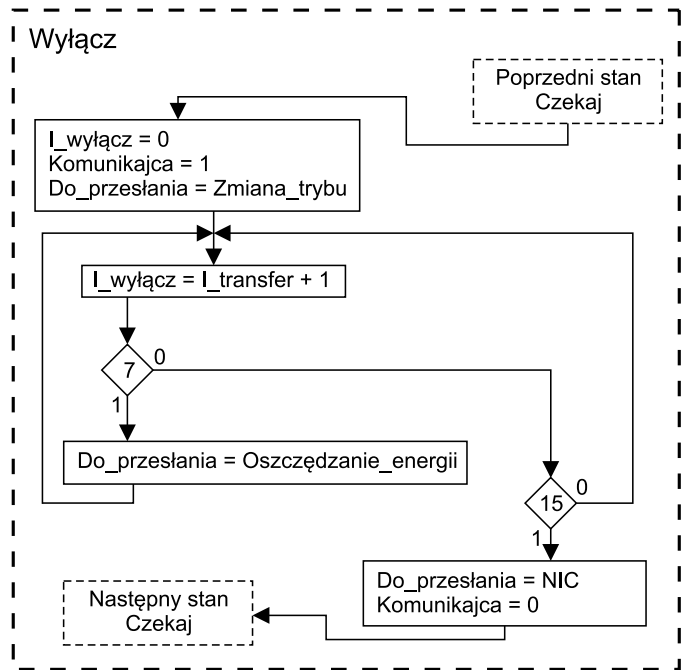 Wyłącz
Poprzedni stan
Czekaj
I_wyłącz = 0
Komunikajca = 1
Do_przesłania = Zmiana_trybu
I_wyłącz = I_transfer + 1
7
0
1
Do_przesłania = Oszczędzanie_energii
15
0
1
Do_przesłania = NIC
Komunikajca = 0
Następny stan
Czekaj